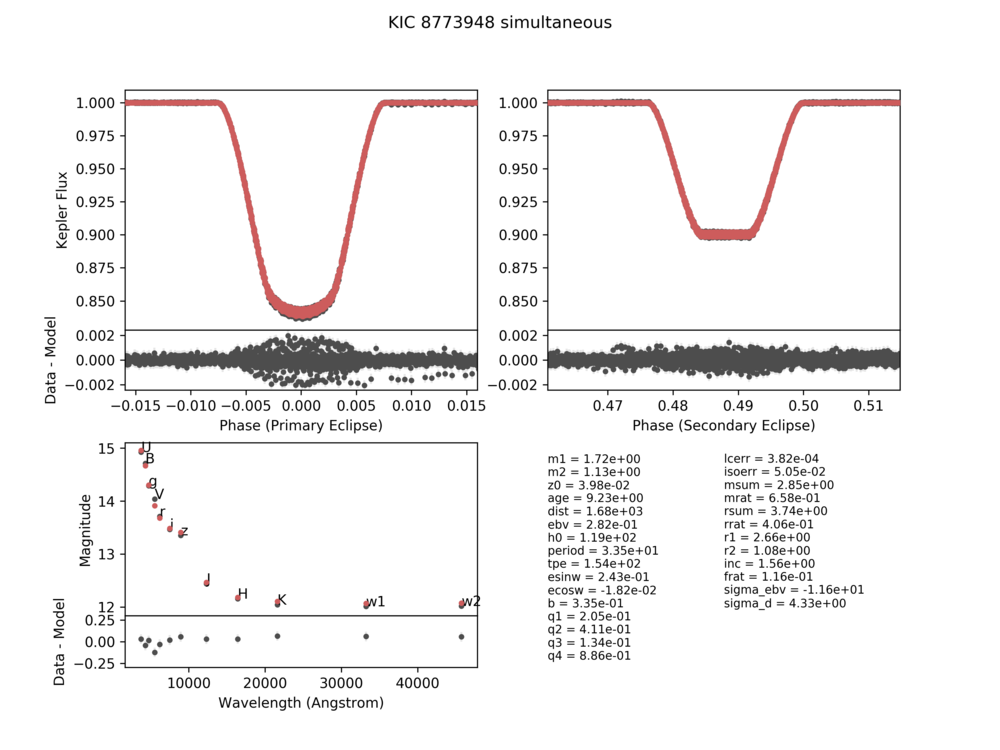 KIC 8773948 simultaneous
1.000
0.975
0.950
0.925
0.900
0.875
0.850
Kepler Flux
0.002
0.000
−0.002
Data - Model
−0.015 −0.010 −0.005 0.000 0.005 0.010 0.015
Phase (Primary Eclipse)
1.000
0.975
0.950
0.925
0.900
0.875
0.850
0.002
0.000
−0.002
0.47 0.48 0.49 0.50 0.51
Phase (Secondary Eclipse)
15
14
13
12
Magnitude
U
B
g
V
r
i
z
J
H
K
w1
w2
0.25
0.00
−0.25
Data - Model
10000 20000 30000 40000
Wavelength (Angstrom)
m1 = 1.72e+00
m2 = 1.13e+00
z0 = 3.98e-02
age = 9.23e+00
dist = 1.68e+03
ebv = 2.82e-01
h0 = 1.19e+02
period = 3.35e+01
tpe = 1.54e+02
esinw = 2.43e-01
ecosw = -1.82e-02
b = 3.35e-01
q1 = 2.05e-01
q2 = 4.11e-01
q3 = 1.34e-01
q4 = 8.86e-01
lcerr = 3.82e-04
isoerr = 5.05e-02
msum = 2.85e+00
mrat = 6.58e-01
rsum = 3.74e+00
rrat = 4.06e-01
r1 = 2.66e+00
r2 = 1.08e+00
inc = 1.56e+00
frat = 1.16e-01
sigma_ebv = -1.16e+01
sigma_d = 4.33e+00